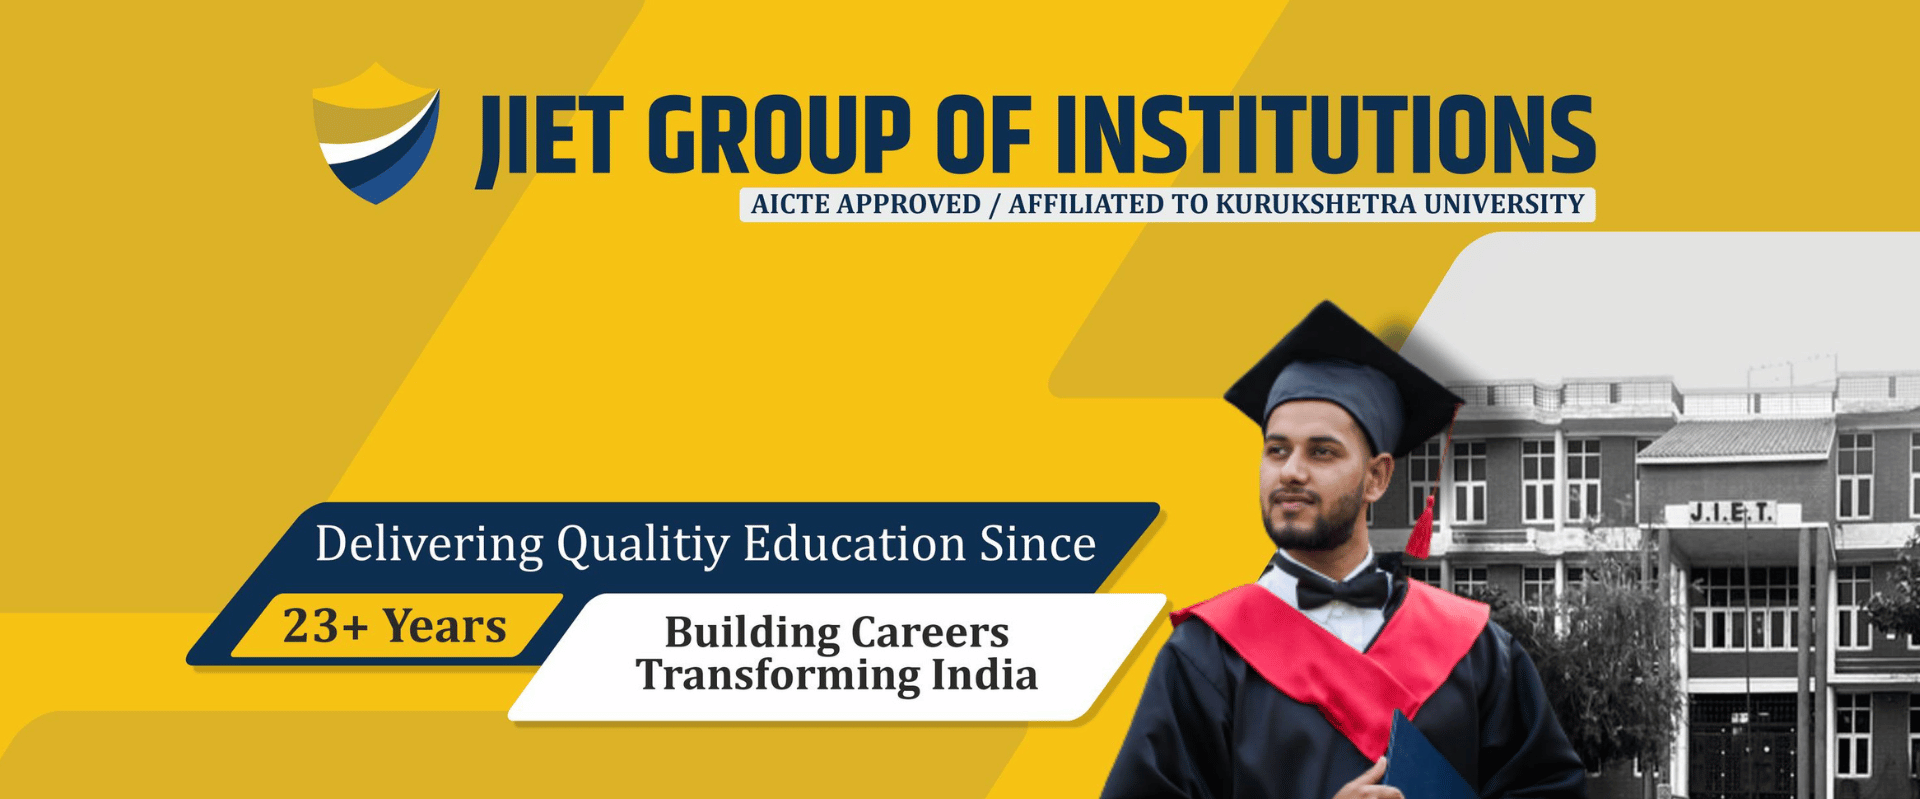 JIET GROUP OF INSTITUTIONS
AICTE APPROVED / AFFILIATED TO KURUKSHETRA UNIVERSITY
J.I.E.T.
Delivering Qualitiy Education Since
23+ Years
Building Careers
Transforming India